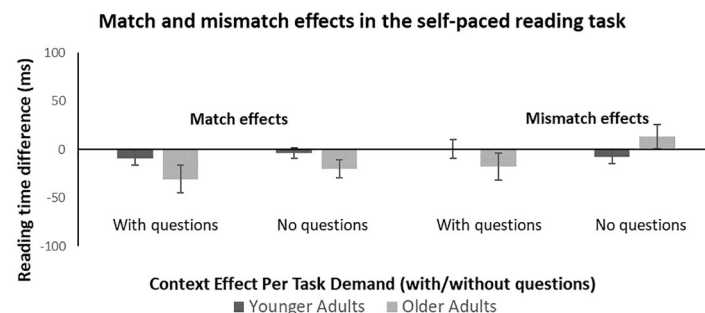 Match and mismatch effects in the self-paced reading task
Reading time difference (ms)
100
50
0
-50
-100
Match effects
Mismatch effects
With questions
No questions
With questions
No questions
Context Effect Per Task Demand (with/without questions)
Younger Adults
Older Adults